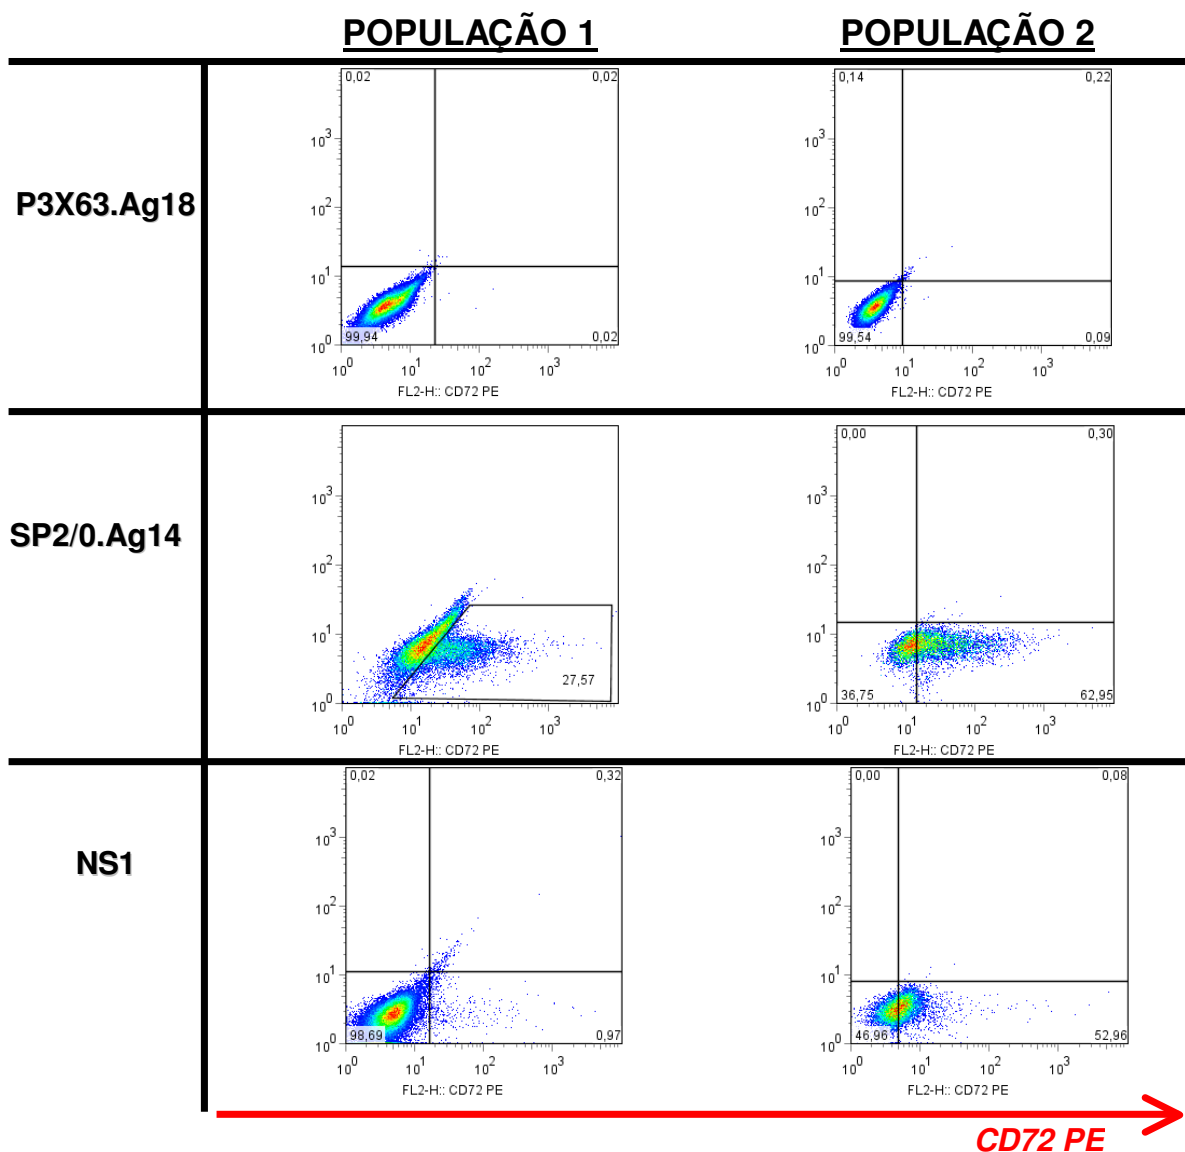 POPULAÇÃO 1 POPULAÇÃO 2
P3X63.Ag18
0,02 0,02
10^3
10^2
10^1
10^0
99,94 0,02
10^0 10^1 10^2 10^3
FL2-H:: CD72 PE
0,14 0,22
10^3
10^2
10^1
10^0
99,54 0,09
10^0 10^1 10^2 10^3
FL2-H:: CD72 PE
SP2/0.Ag14
10^3
10^2
10^1
10^0
27,57
10^0 10^1 10^2 10^3
FL2-H:: CD72 PE
0,00 0,30
10^3
10^2
10^1
10^0
36,75 62,95
10^0 10^1 10^2 10^3
FL2-H:: CD72 PE
NS1
0,02 0,32
10^3
10^2
10^1
10^0
98,69 0,97
10^0 10^1 10^2 10^3
FL2-H:: CD72 PE
0,00 0,08
10^3
10^2
10^1
10^0
46,96 52,96
10^0 10^1 10^2 10^3
FL2-H:: CD72 PE
CD72 PE